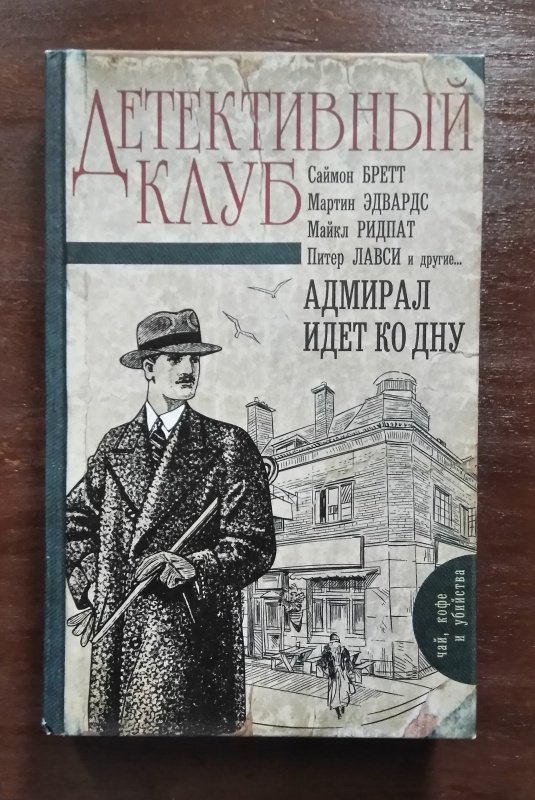 ДЕТЕКТИВНЫЙ
КЛУБ
Саймон БРЕТТ
Мартин ЭДВАРДС
Майкл РИДПАТ
Питер ЛАВСИ и другие...
АДМИРАЛ
ИДЕТ КО ДНУ
чай, кофе
и убийства